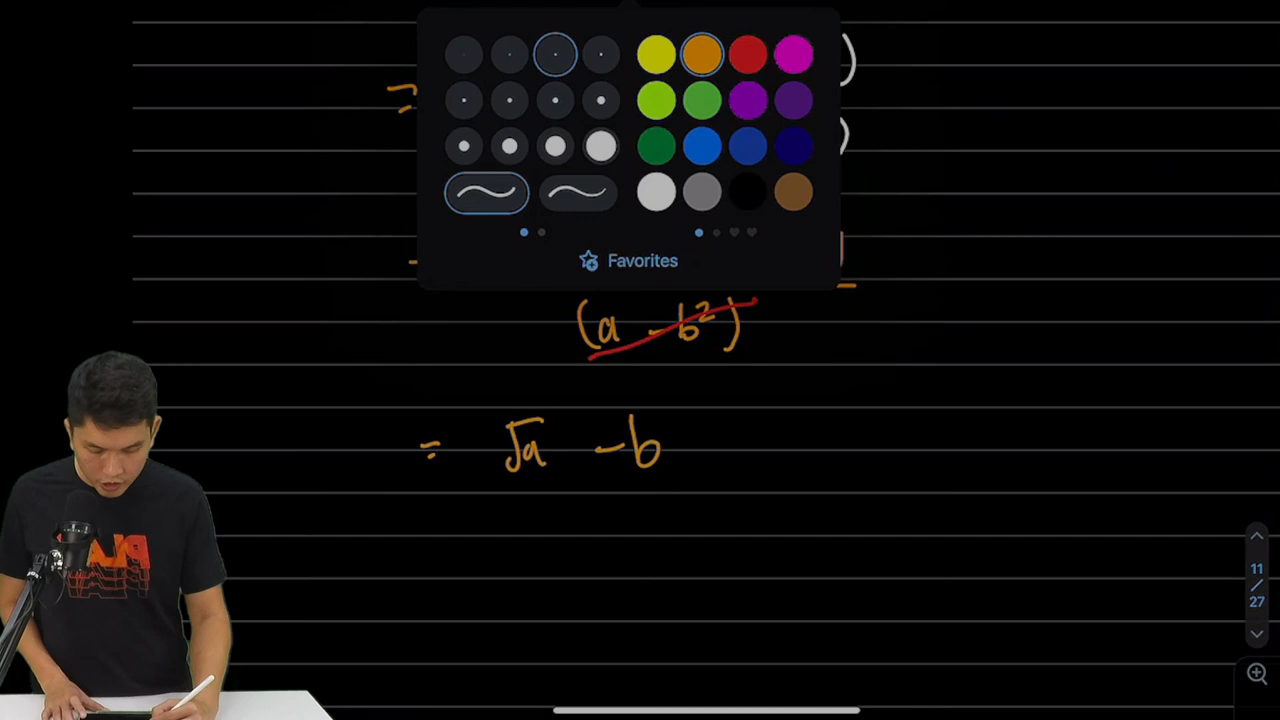 =
Favorites
(a - b²)
= √a - b
11
/
27